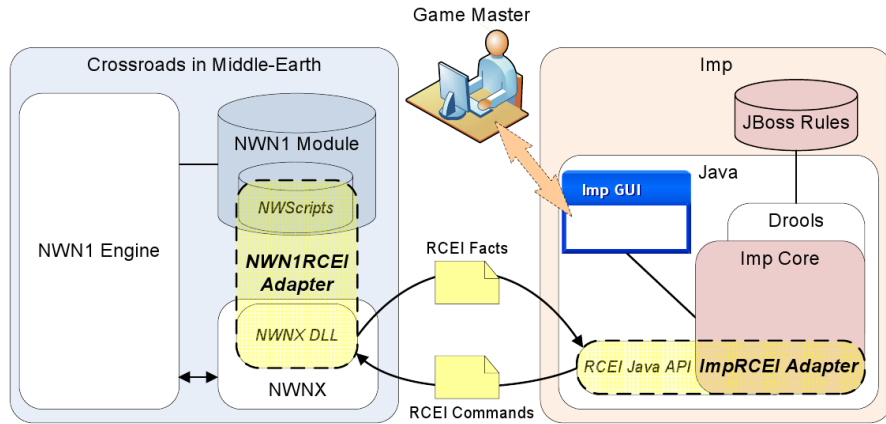 Game Master
Crossroads in Middle-Earth
NWN1 Engine
NWN1 Module
NWScripts
NWN1RCEI
Adapter
NWNX DLL
NWNX
RCEI Facts
RCEI Commands
Imp
JBoss Rules
Java
Imp GUI
Drools
Imp Core
RCEI Java API
ImpRCEI Adapter